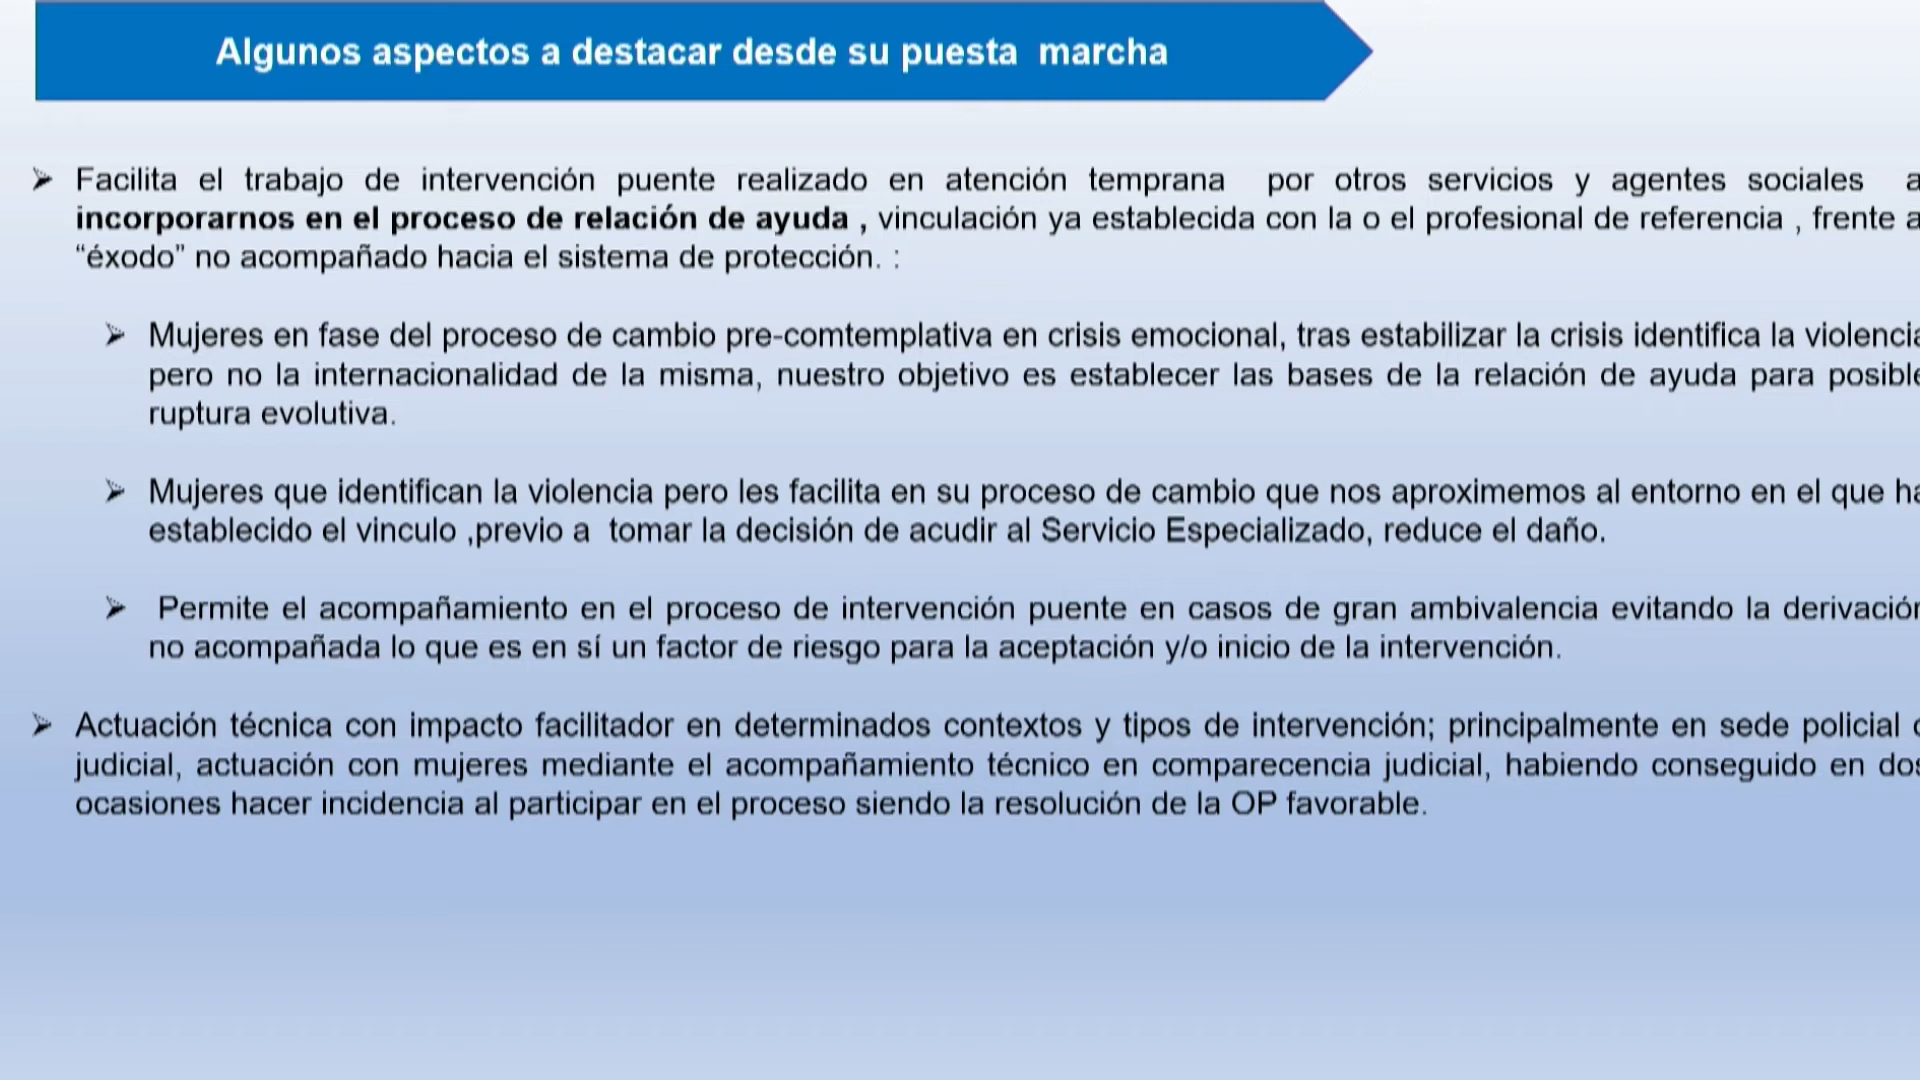 Algunos aspectos a destacar desde su puesta marcha
Facilita el trabajo de intervención puente realizado en atención temprana por otros servicios y agentes sociales
incorporarnos en el proceso de relación de ayuda , vinculación ya establecida con la o el profesional de referencia , frente
“éxodo” no acompañado hacia el sistema de protección. :
Mujeres en fase del proceso de cambio pre-comtemplativa en crisis emocional, tras estabilizar la crisis identifica la violencia
pero no la internacionalidad de la misma, nuestro objetivo es establecer las bases de la relación de ayuda para posible
ruptura evolutiva.
Mujeres que identifican la violencia pero les facilita en su proceso de cambio que nos aproximemos al entorno en el que ha
establecido el vinculo ,previo a tomar la decisión de acudir al Servicio Especializado, reduce el daño.
Permite el acompañamiento en el proceso de intervención puente en casos de gran ambivalencia evitando la derivación
no acompañada lo que es en sí un factor de riesgo para la aceptación y/o inicio de la intervención.
Actuación técnica con impacto facilitador en determinados contextos y tipos de intervención; principalmente en sede policial
judicial, actuación con mujeres mediante el acompañamiento técnico en comparecencia judicial, habiendo conseguido en dos
ocasiones hacer incidencia al participar en el proceso siendo la resolución de la OP favorable.